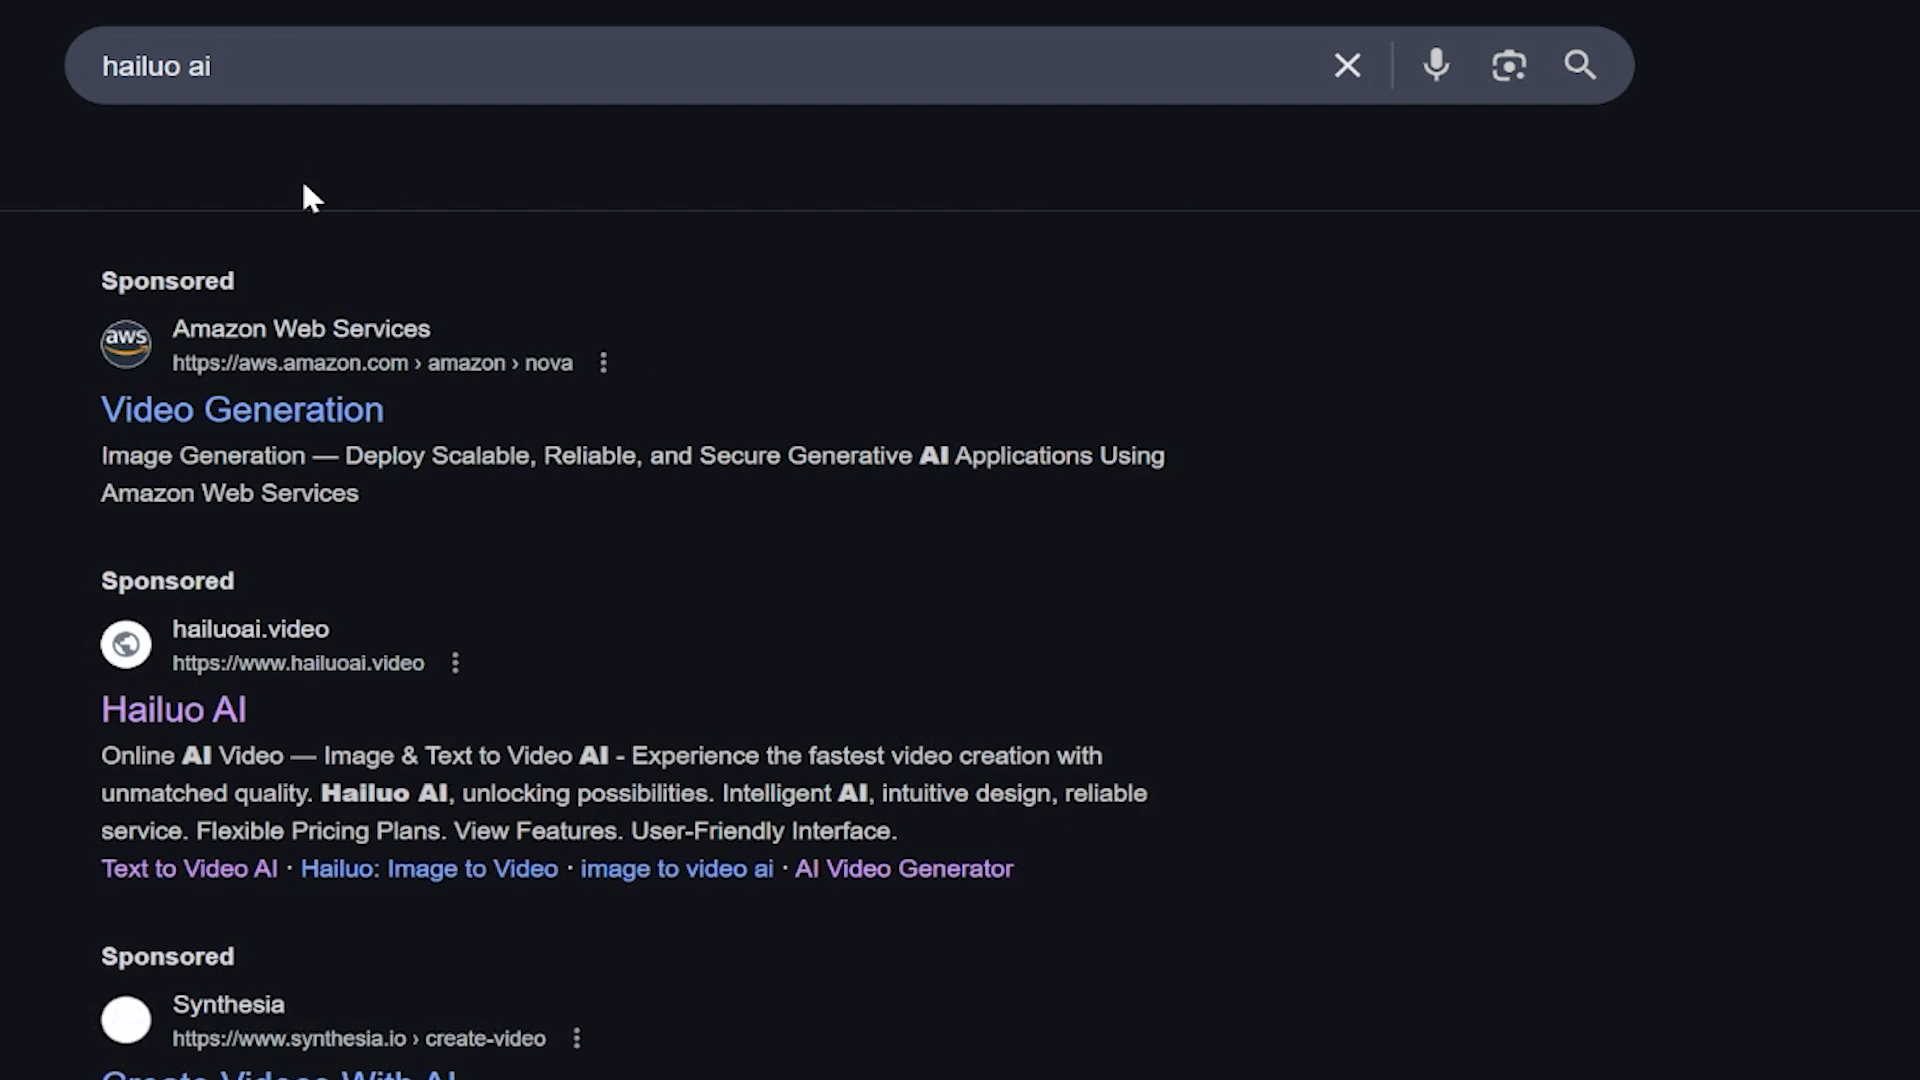 hailuo ai
Sponsored
aws
Amazon Web Services
https://aws.amazon.com › amazon › nova
Video Generation
Image Generation — Deploy Scalable, Reliable, and Secure Generative AI Applications Using
Amazon Web Services
Sponsored
hailuoai.video
https://www.hailuoai.video
Hailuo AI
Online AI Video — Image & Text to Video AI - Experience the fastest video creation with
unmatched quality. Hailuo AI, unlocking possibilities. Intelligent AI, intuitive design, reliable
service. Flexible Pricing Plans. View Features. User-Friendly Interface.
Text to Video AI · Hailuo: Image to Video · image to video ai · AI Video Generator
Sponsored
Synthesia
https://www.synthesia.io › create-video
Create Videos With AI